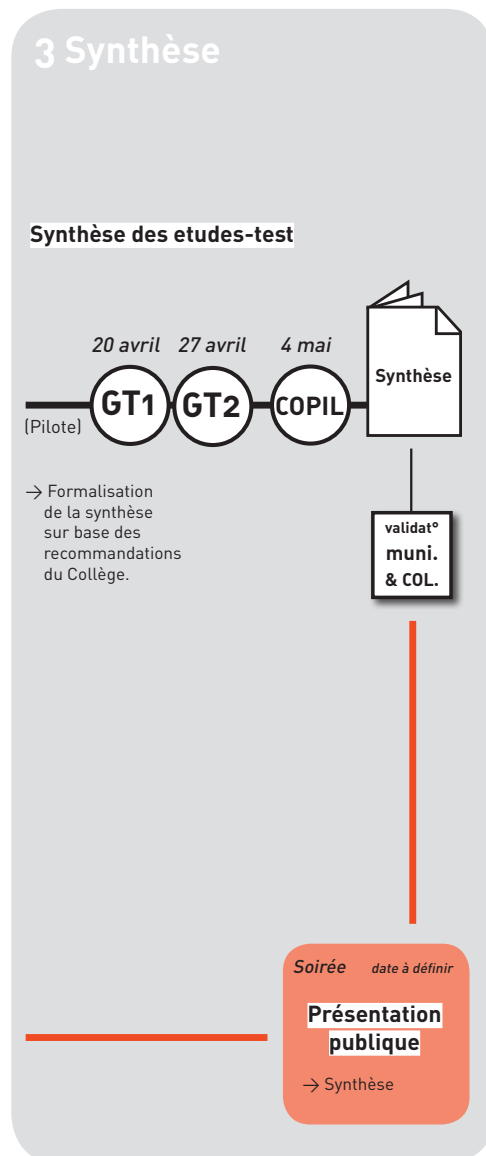 3 Synthèse
Synthèse des etudes-test
20 avril 27 avril 4 mai
GT1 GT2 COPIL
Synthèse
(Pilote)
→ Formalisation
de la synthèse
sur base des
recommandations
du Collège.
validat°
muni.
& COL.
Soirée date à définir
Présentation
publique
→ Synthèse